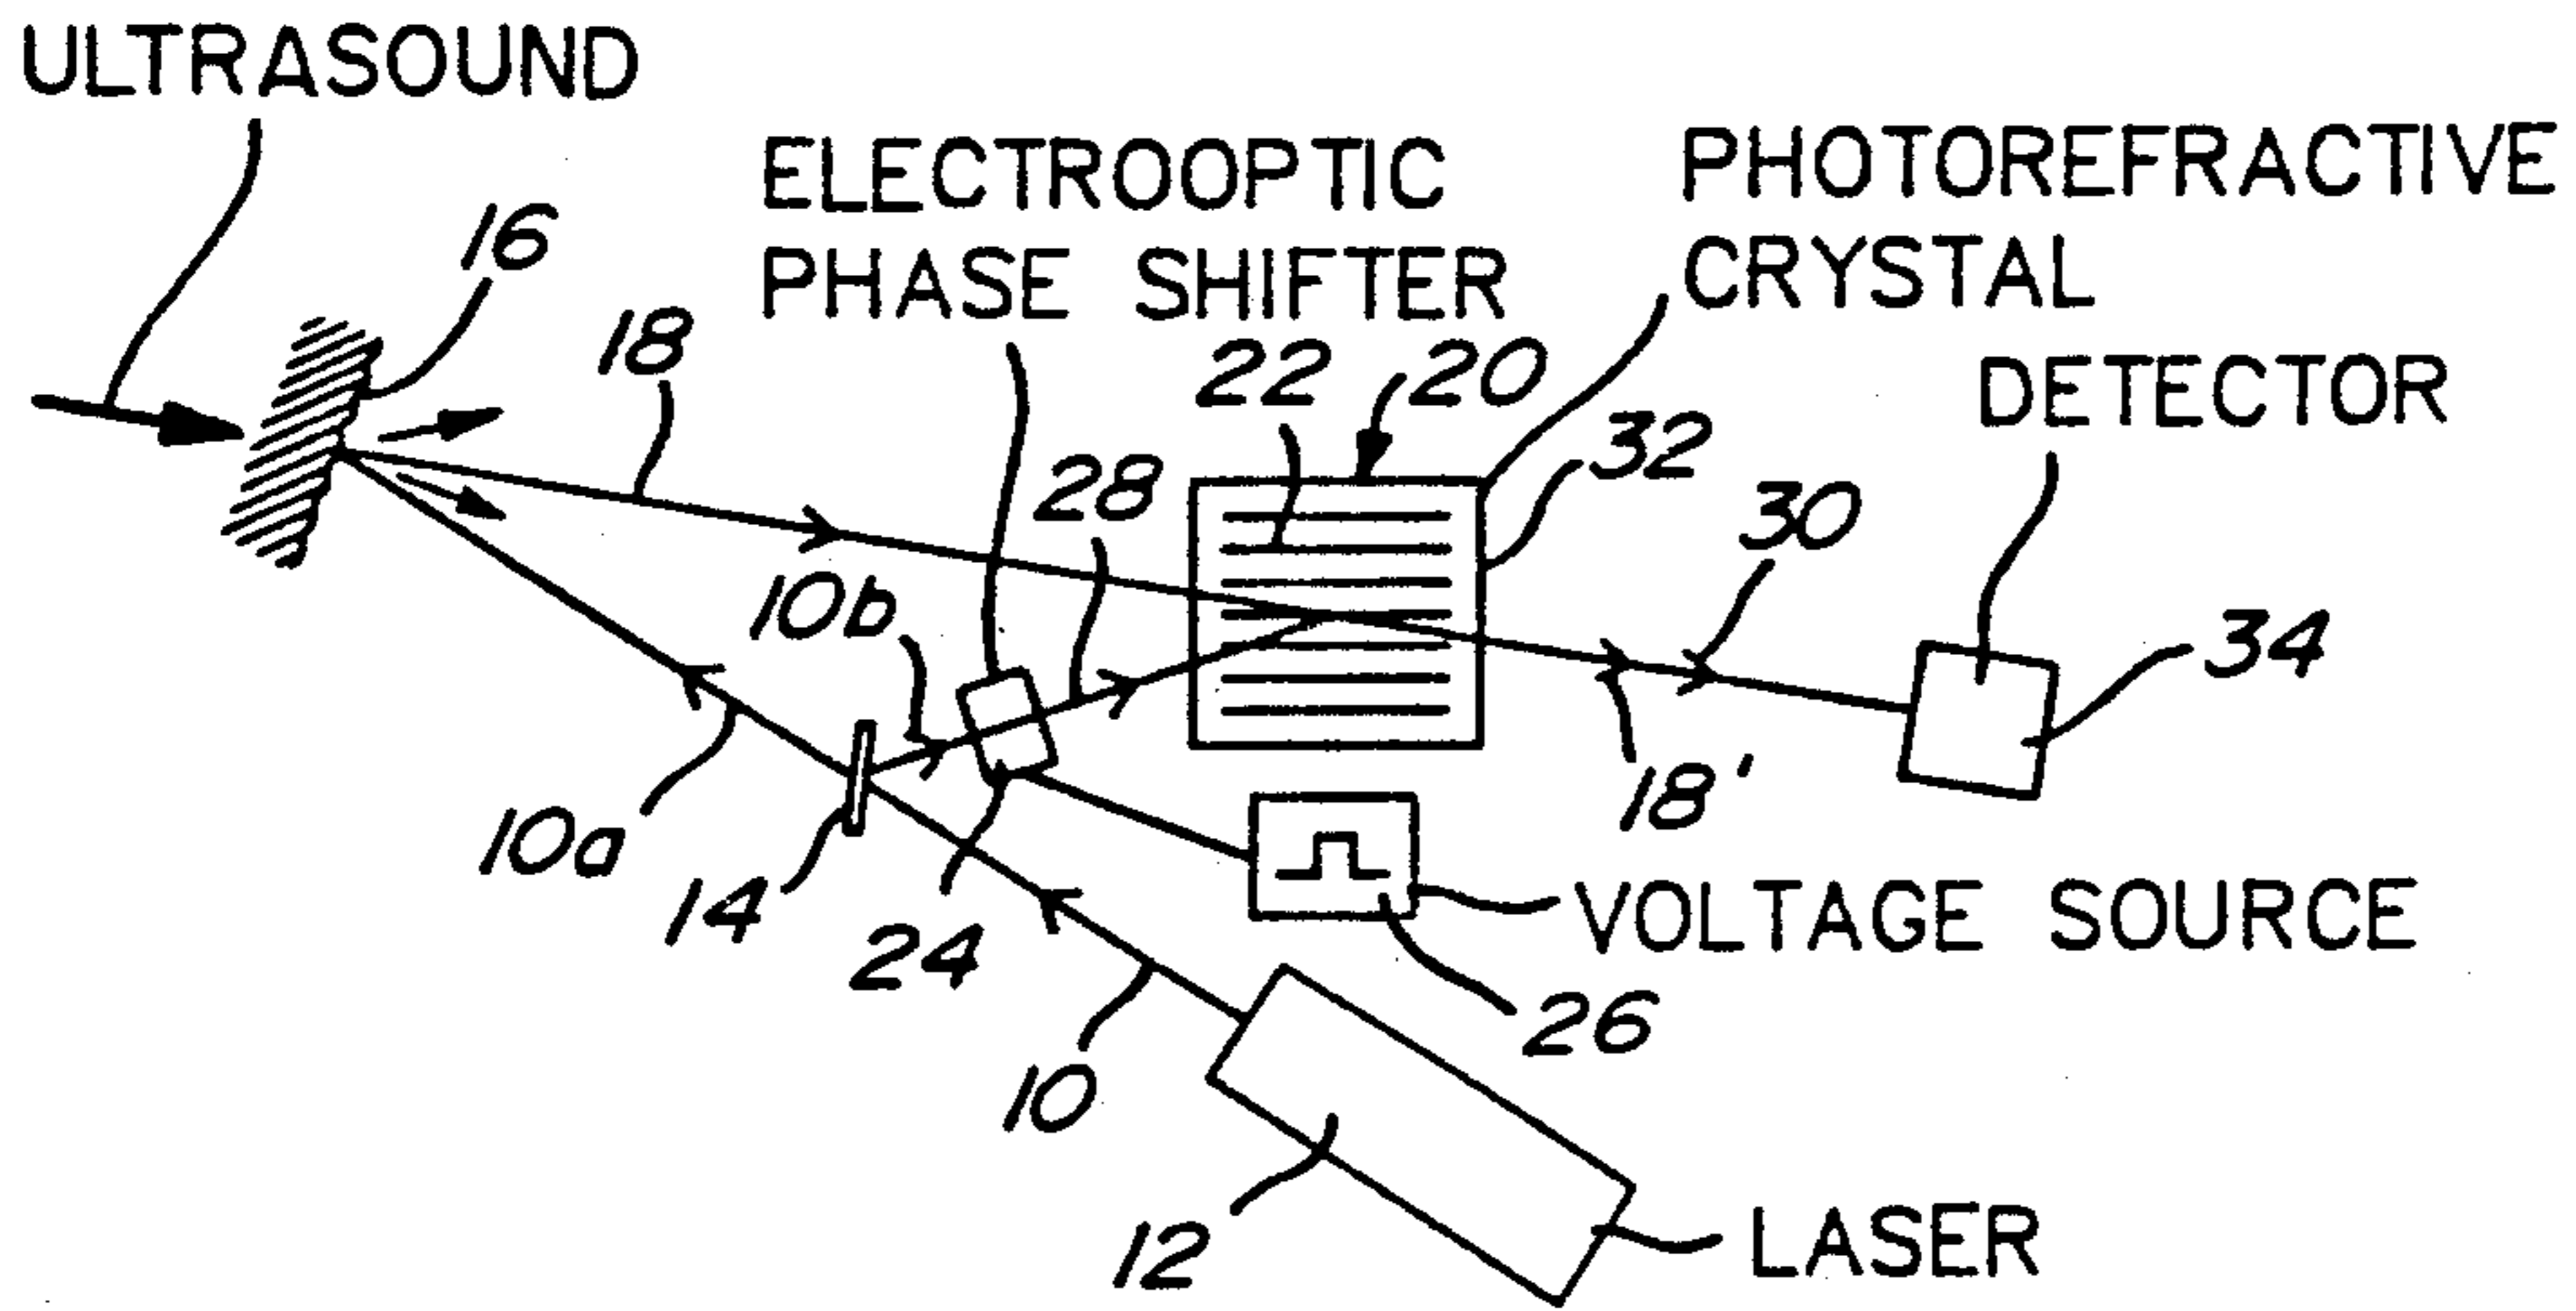 ULTRASOUND
16
18
ELECTROOPTIC
PHASE SHIFTER
PHOTOREFRACTIVE
CRYSTAL
22
20
32
DETECTOR
28
30
10b
34
10a
14
24
18'
VOLTAGE SOURCE
26
10
12
LASER